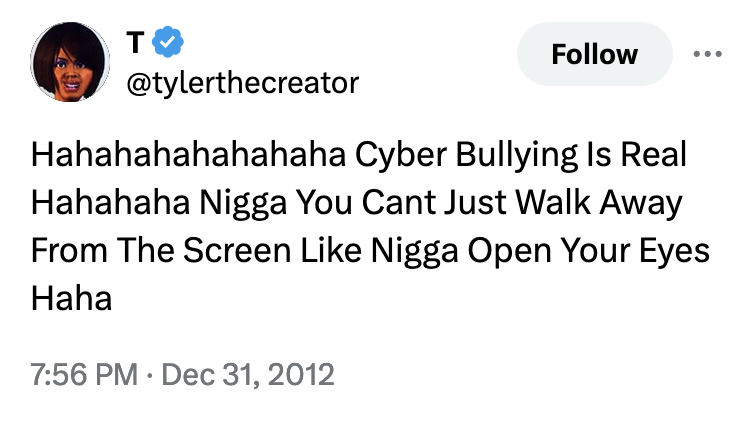 T
@tylerthecreator
Follow
Hahahahahahahaha Cyber Bullying Is Real
Hahahaha Nigga You Cant Just Walk Away
From The Screen Like Nigga Open Your Eyes
Haha
7:56 PM · Dec 31, 2012